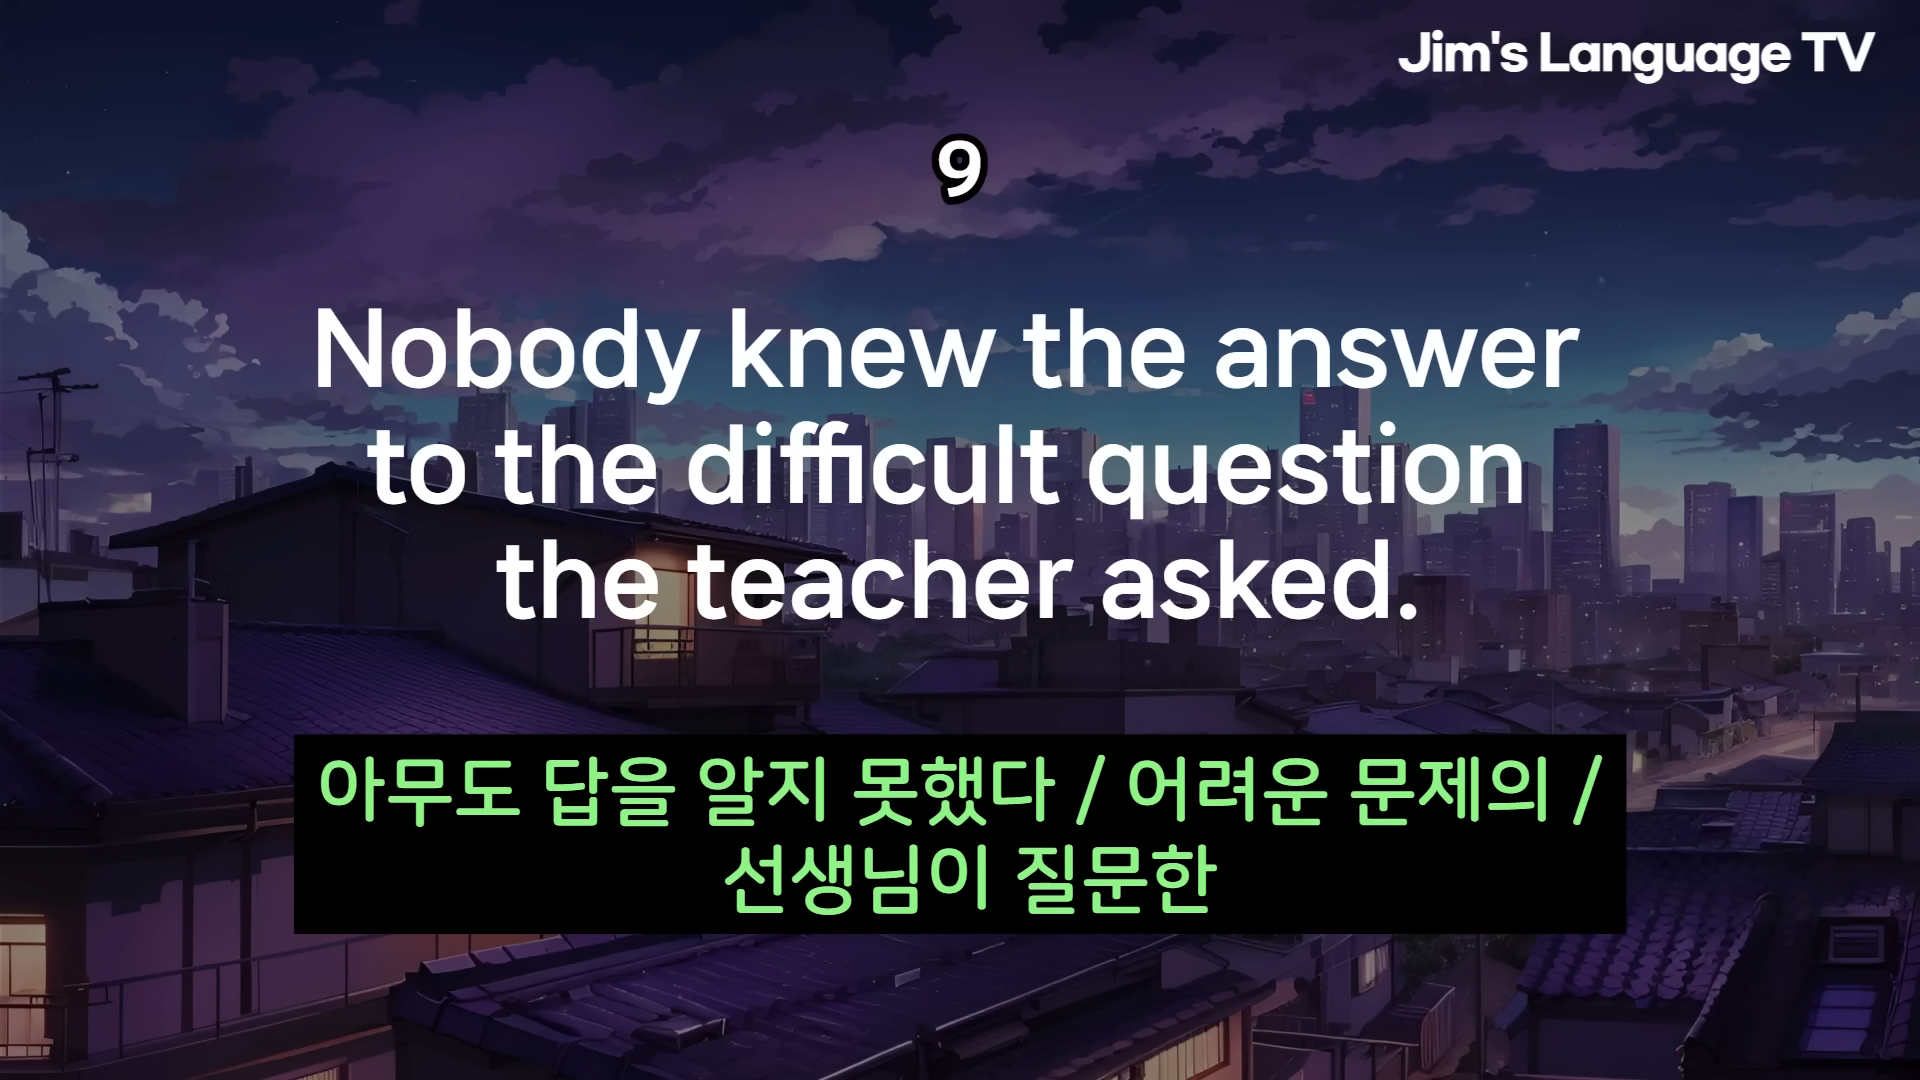 Jim's Language TV
9
Nobody knew the answer
to the difficult question
the teacher asked.
아무도 답을 알지 못했다 / 어려운 문제의 /
선생님이 질문한